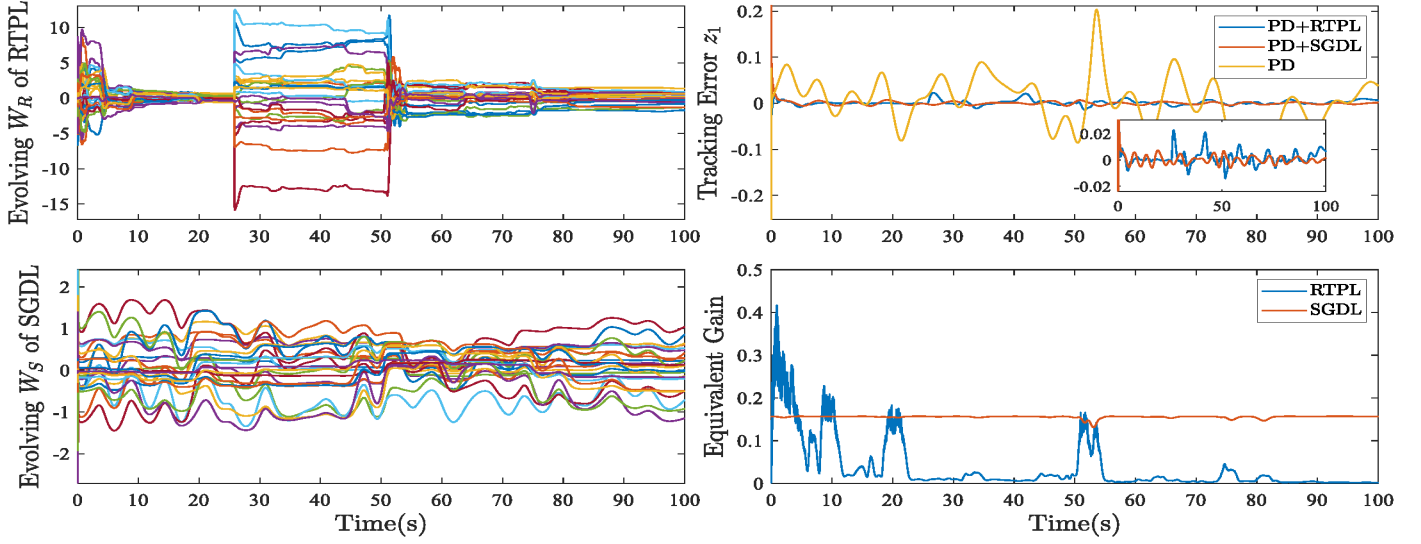 Evolving W_R of RTPL
10
5
0
-5
-10
-15
0 10 20 30 40 50 60 70 80 90 100
Tracking Error z_1
0.2
0.1
0
-0.1
-0.2
PD+RTPL
PD+SGDL
PD
0.02
0
-0.02
0 50 100
0 10 20 30 40 50 60 70 80 90 100
Evolving W_S of SGDL
2
1
0
-1
-2
0 10 20 30 40 50 60 70 80 90 100
Time(s)
Equivalent Gain
0.5
0.4
0.3
0.2
0.1
0
RTPL
SGDL
0 10 20 30 40 50 60 70 80 90 100
Time(s)